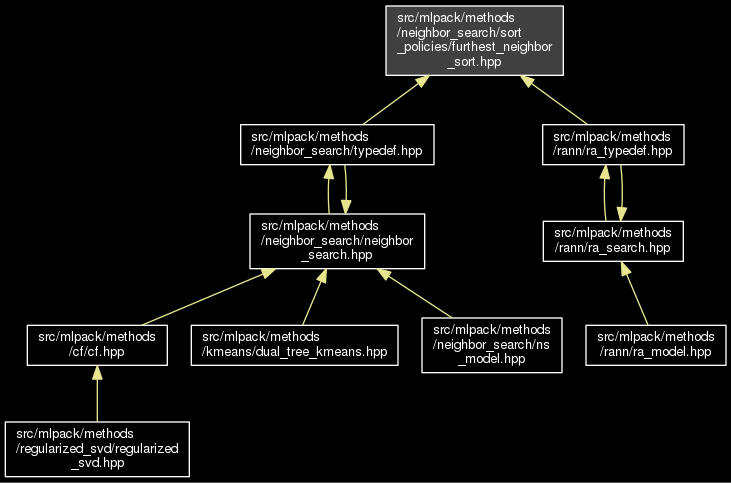 src/mlpack/methods
/neighbor_search/sort
_policies/furthest_neighbor
_sort.hpp
src/mlpack/methods
/neighbor_search/typedef.hpp
src/mlpack/methods
/rann/ra_typedef.hpp
src/mlpack/methods
/neighbor_search/neighbor
_search.hpp
src/mlpack/methods
/rann/ra_search.hpp
src/mlpack/methods
/cf/cf.hpp
src/mlpack/methods
/kmeans/dual_tree_kmeans.hpp
src/mlpack/methods
/neighbor_search/ns
_model.hpp
src/mlpack/methods
/rann/ra_model.hpp
src/mlpack/methods
/regularized_svd/regularized
_svd.hpp